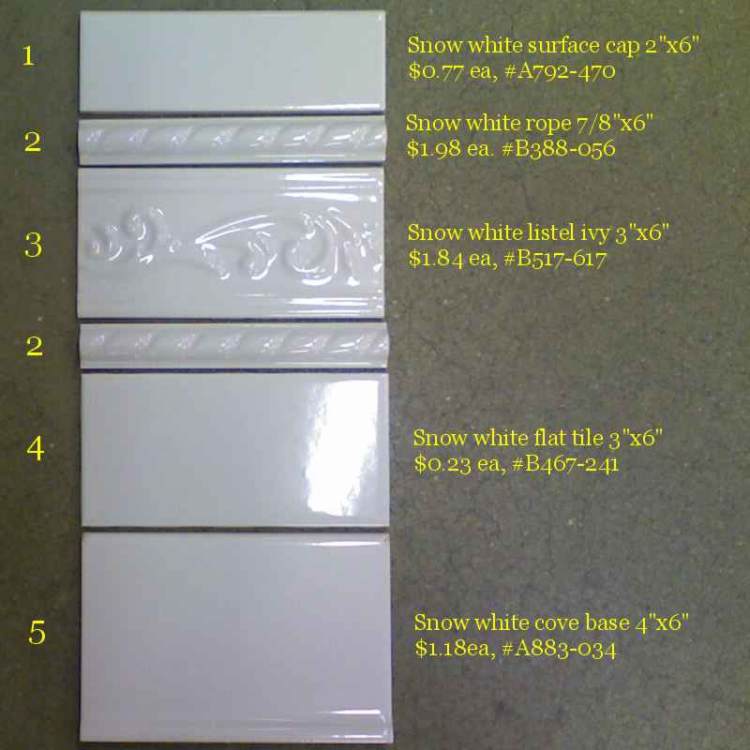 1
Snow white surface cap 2"x6"
$0.77 ea, #A792-470
2
Snow white rope 7/8"x6"
$1.98 ea. #B388-056
3
Snow white listel ivy 3"x6"
$1.84 ea, #B517-617
2
4
Snow white flat tile 3"x6"
$0.23 ea, #B467-241
5
Snow white cove base 4"x6"
$1.18ea, #A883-034